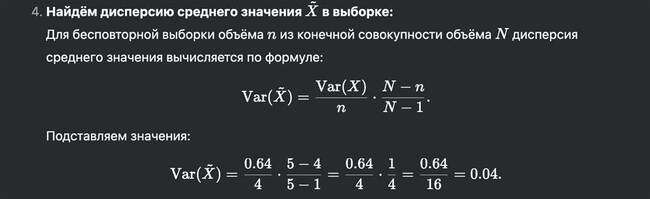 4. Найдём дисперсию среднего значения X̃ в выборке:
Для бесповторной выборки объёма n из конечной совокупности объёма N дисперсия
среднего значения вычисляется по формуле:
Var(X̃) = Var(X)/n · (N − n)/(N − 1).
Подставляем значения:
Var(X̃) = 0.64/4 · (5 − 4)/(5 − 1) = 0.64/4 · 1/4 = 0.64/16 = 0.04.